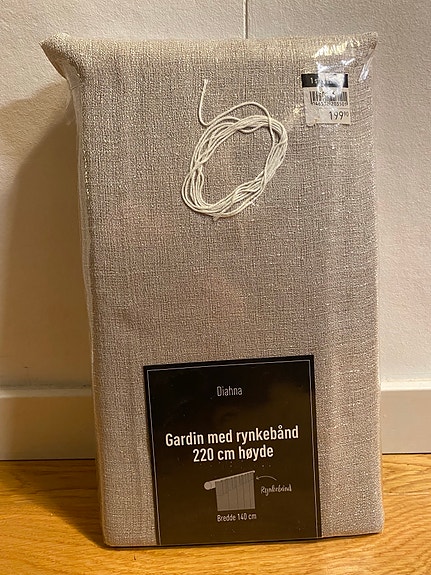 199
Diahna
Gardin med rynkebånd
220 cm høyde
Rynkebånd
Bredde 140 cm